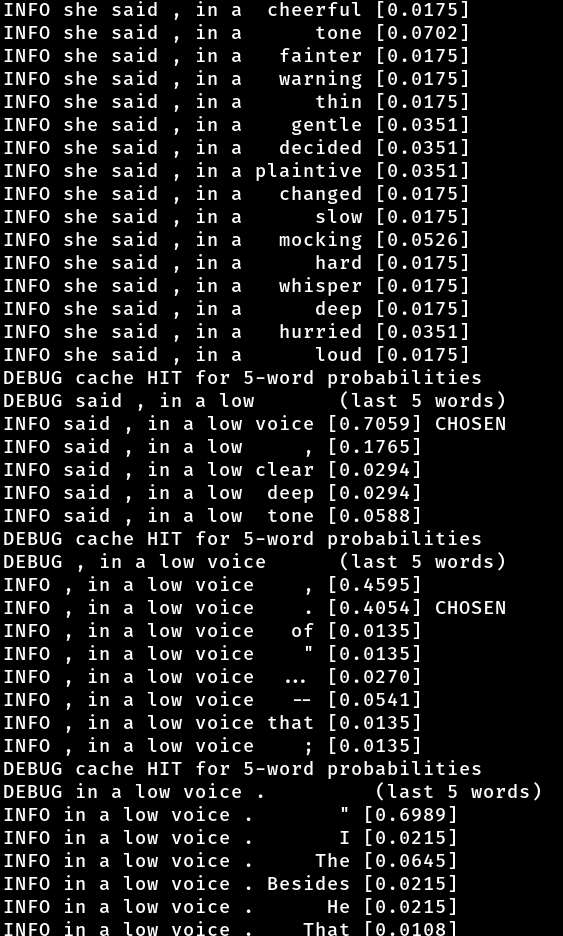 INFO she said , in a  cheerful [0.0175]
INFO she said , in a      tone [0.0702]
INFO she said , in a   fainter [0.0175]
INFO she said , in a   warning [0.0175]
INFO she said , in a      thin [0.0175]
INFO she said , in a    gentle [0.0351]
INFO she said , in a   decided [0.0351]
INFO she said , in a plaintive [0.0351]
INFO she said , in a   changed [0.0175]
INFO she said , in a      slow [0.0175]
INFO she said , in a   mocking [0.0526]
INFO she said , in a      hard [0.0175]
INFO she said , in a   whisper [0.0175]
INFO she said , in a      deep [0.0175]
INFO she said , in a   hurried [0.0351]
INFO she said , in a      loud [0.0175]
DEBUG cache HIT for 5-word probabilities
DEBUG said , in a low       (last 5 words)
INFO said , in a low voice [0.7059] CHOSEN
INFO said , in a low     , [0.1765]
INFO said , in a low clear [0.0294]
INFO said , in a low  deep [0.0294]
INFO said , in a low  tone [0.0588]
DEBUG cache HIT for 5-word probabilities
DEBUG , in a low voice      (last 5 words)
INFO , in a low voice    , [0.4595]
INFO , in a low voice    . [0.4054] CHOSEN
INFO , in a low voice   of [0.0135]
INFO , in a low voice    " [0.0135]
INFO , in a low voice  ... [0.0270]
INFO , in a low voice   -- [0.0541]
INFO , in a low voice that [0.0135]
INFO , in a low voice    ; [0.0135]
DEBUG cache HIT for 5-word probabilities
DEBUG in a low voice .         (last 5 words)
INFO in a low voice .       " [0.6989]
INFO in a low voice .       I [0.0215]
INFO in a low voice .     The [0.0645]
INFO in a low voice . Besides [0.0215]
INFO in a low voice .      He [0.0215]
INFO in a low voice .    That [0.0108]